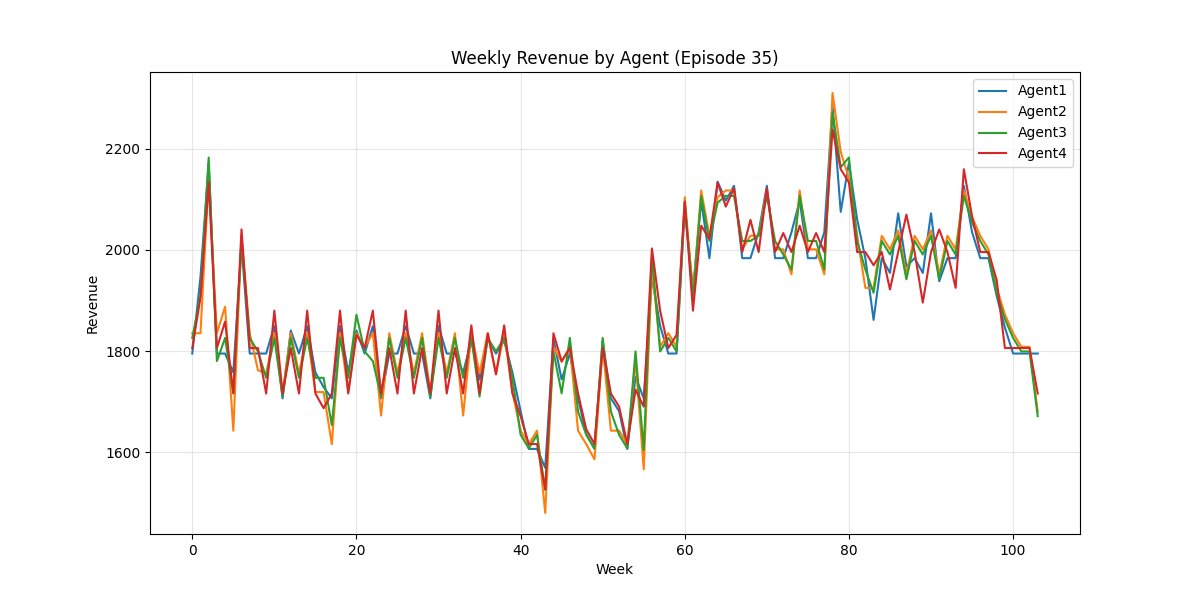 Weekly Revenue by Agent (Episode 35)
Agent1
Agent2
Agent3
Agent4
Revenue
2200
2000
1800
1600
0 20 40 60 80 100
Week